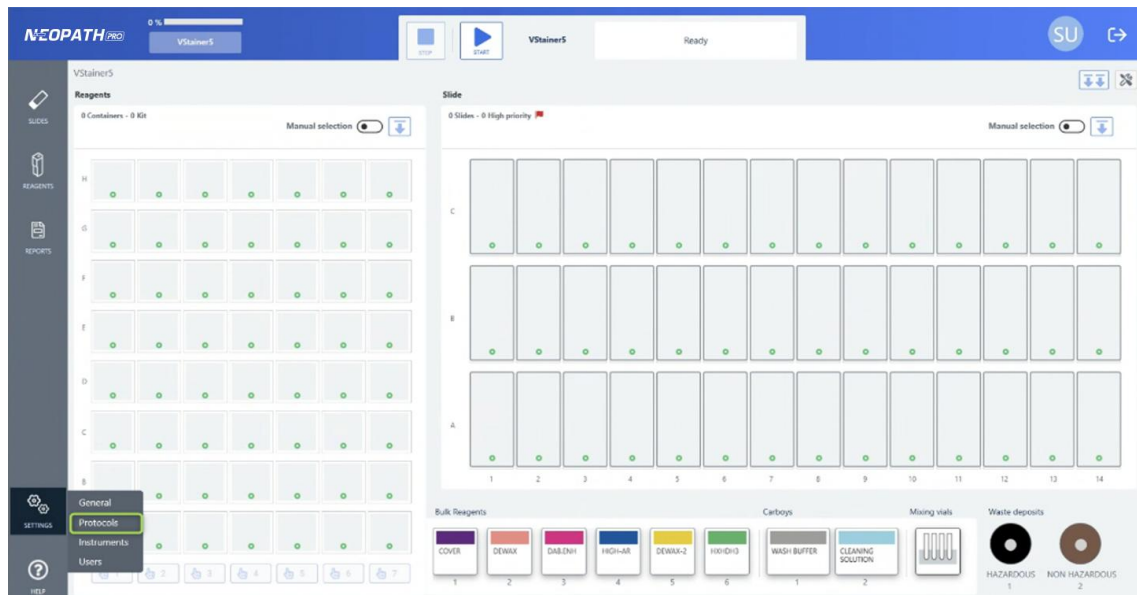 NEOPATH PRO
0 %
VStainer5
STOP
START
VStainer5
Ready
SU
VStainer5
Reagents
Slide
0 Containers - 0 Kit
Manual selection
0 Slides - 0 High priority
Manual selection
SLIDES
REAGENTS
REPORTS
H
G
F
D
C
C
B
A
1 2 3 4 5 6 7 8 9 10 11 12 13 14
SETTINGS
General
Protocols
Instruments
Users
HELP
2 3 4 5 6 7
Bulk Reagents
Carboys
Mixing vials
Waste deposits
COVER
DEWAX
DAB.ENH
HIGH-AR
DEWAX-2
WASH BUFFER
CLEANING
SOLUTION
1 2 3 4 5 6
1 2
HAZARDOUS
1
NON HAZARDOUS
2